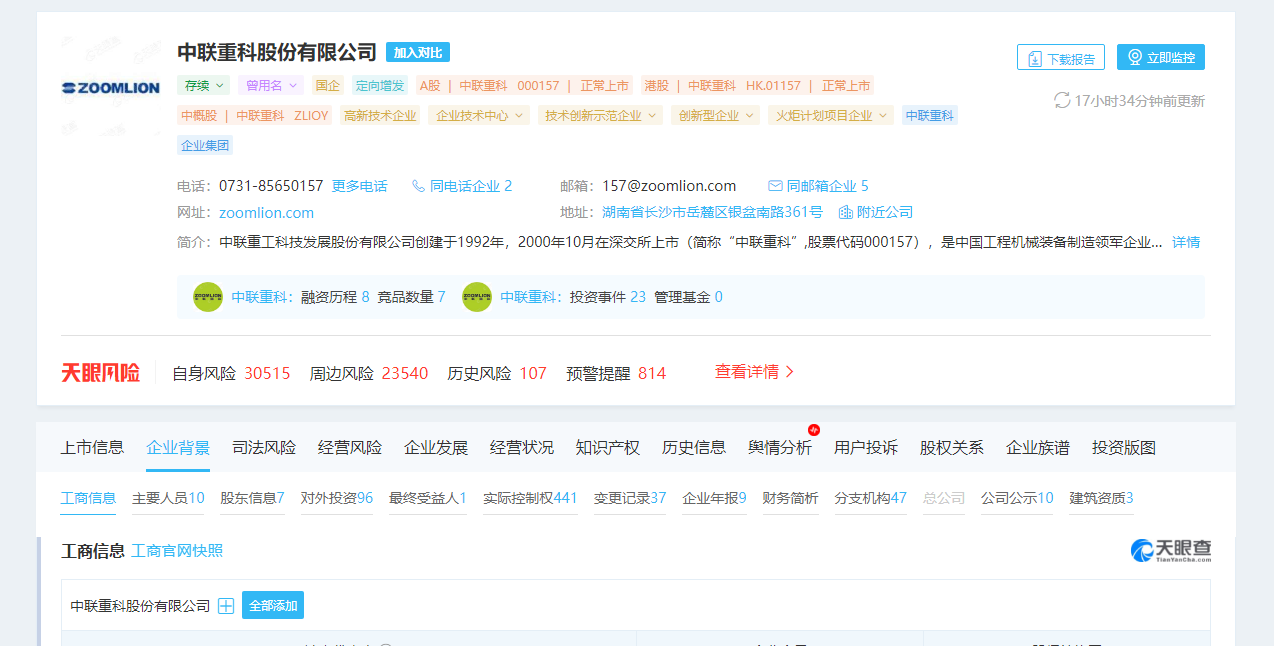 中联重科股份有限公司 加入对比
下载报告 立即监控
ZOOMLION
存续 曾用名 国企 定向增发 A股 | 中联重科 000157 | 正常上市 港股 | 中联重科 HK.01157 | 正常上市
17小时34分钟前更新
中概股 | 中联重科 ZLIOY 高新技术企业 企业技术中心 技术创新示范企业 创新型企业 火炬计划项目企业 中联重科
企业集团
电话： 0731-85650157 更多电话 同电话企业 2 邮箱： 157@zoomlion.com 同邮箱企业 5
网址： zoomlion.com 地址： 湖南省长沙市岳麓区银盆南路361号 附近公司
简介： 中联重工科技发展股份有限公司创建于1992年，2000年10月在深交所上市（简称“中联重科”,股票代码000157），是中国工程机械装备制造领军企业... 详情
ZOOMLION 中联重科： 融资历程 8 竞品数量 7 ZOOMLION 中联重科： 投资事件 23 管理基金 0
天眼风险 自身风险 30515 周边风险 23540 历史风险 107 预警提醒 814 查看详情
上市信息 企业背景 司法风险 经营风险 企业发展 经营状况 知识产权 历史信息 舆情分析 用户投诉 股权关系 企业族谱 投资版图
工商信息 主要人员10 股东信息7 对外投资96 最终受益人1 实际控制权441 变更记录37 企业年报9 财务简析 分支机构47 总公司 公司公示10 建筑资质3
工商信息 工商官网快照 天眼查
TianYanCha.com
中联重科股份有限公司 全部添加